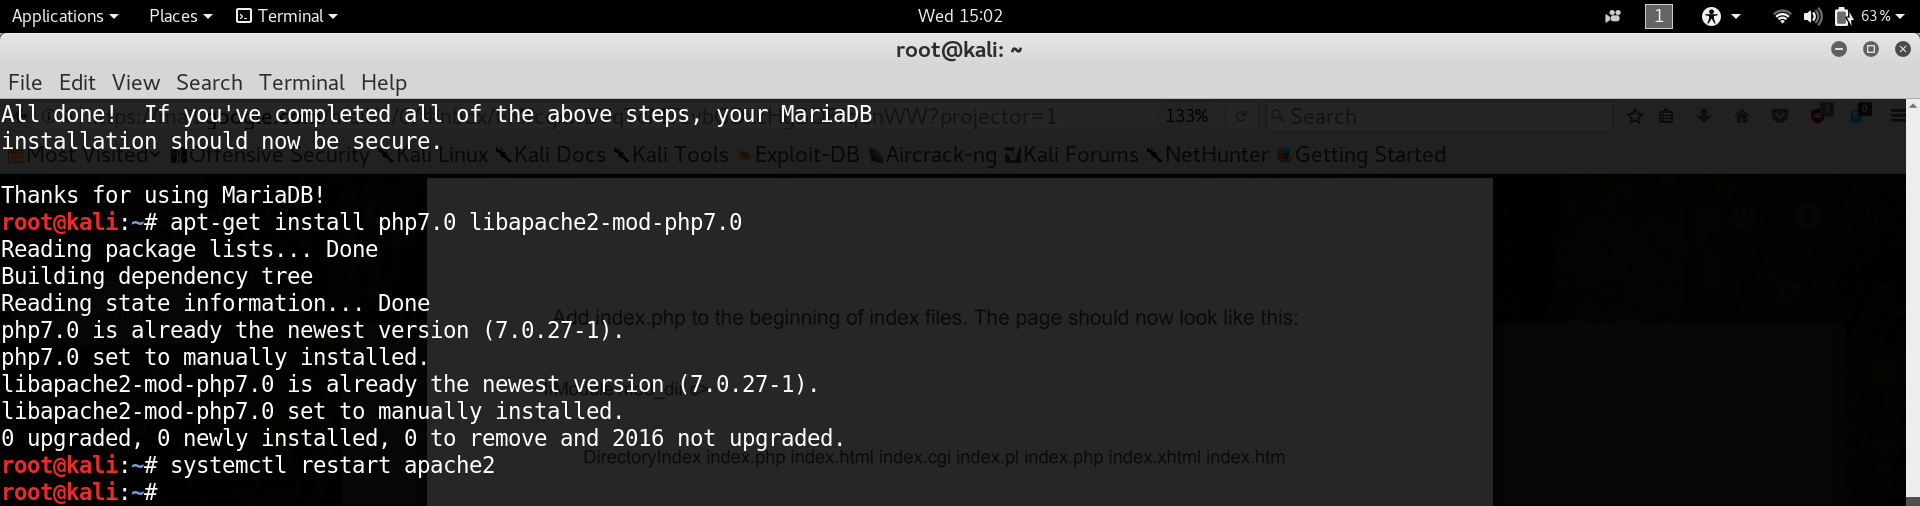 Applications Places Terminal Wed 15:02 1 63%
root@kali: ~
File Edit View Search Terminal Help
All done!  If you've completed all of the above steps, your MariaDB
nWW?projector=1 133% Search
installation should now be secure.
Most Visited Offensive Security Kali Linux Kali Docs Kali Tools Exploit-DB Aircrack-ng Kali Forums NetHunter Getting Started
Thanks for using MariaDB!
root@kali:~# apt-get install php7.0 libapache2-mod-php7.0
Reading package lists... Done
Building dependency tree
Reading state information... Done
Add index.php to the beginning of index files. The page should now look like this:
php7.0 is already the newest version (7.0.27-1).
php7.0 set to manually installed.
libapache2-mod-php7.0 is already the newest version (7.0.27-1).
libapache2-mod-php7.0 set to manually installed.
0 upgraded, 0 newly installed, 0 to remove and 2016 not upgraded.
root@kali:~# systemctl restart apache2
DirectoryIndex index.php index.html index.cgi index.pl index.php index.xhtml index.htm
root@kali:~#